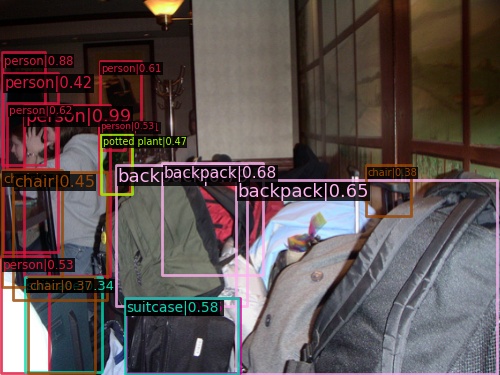 person|0.88
person|0.61
person|0.42
person|0.62
person|0.99
person|0.53
potted plant|0.47
backpack|0.68
back
chair|0.38
chair|0.45
backpack|0.65
person|0.53
chair|0.37
.34
suitcase|0.58